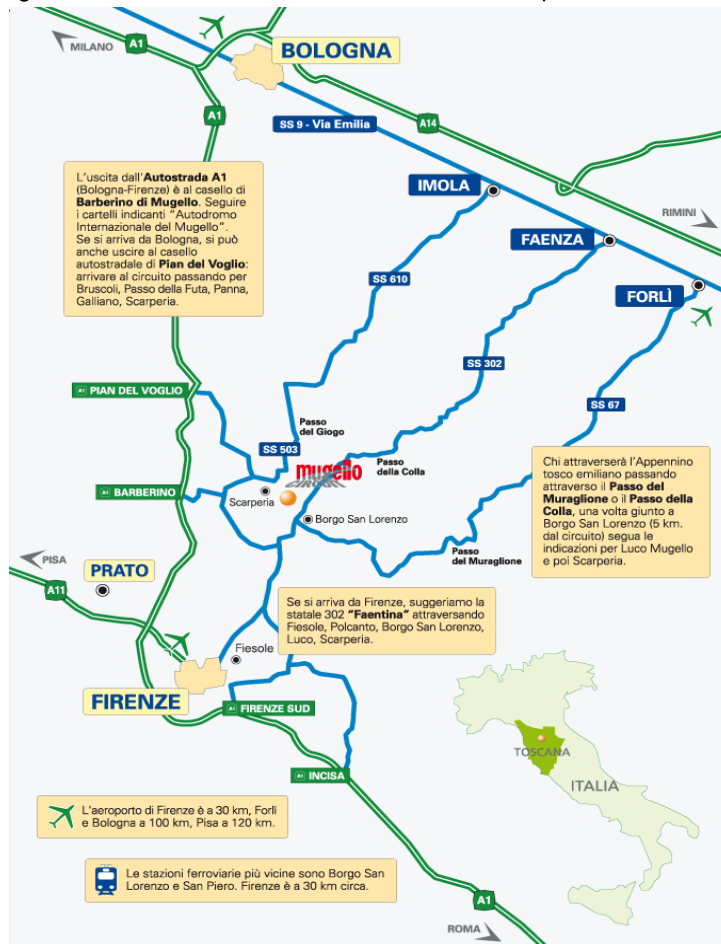 MILANO
A1
BOLOGNA
A1
SS 9 - Via Emilia
A14
L'uscita dall'Autostrada A1
(Bologna-Firenze) è al casello di
Barberino di Mugello. Seguire
i cartelli indicanti "Autodromo
Internazionale del Mugello".
Se si arriva da Bologna, si può
anche uscire al casello
autostradale di Pian del Voglio:
arrivare al circuito passando per
Bruscoli, Passo della Futa, Panna,
Galliano, Scarperia.
IMOLA
RIMINI
FAENZA
SS 610
FORLÌ
SS 302
A1 PIAN DEL VOGLIO
SS 67
Passo
del Giogo
SS 503
mugello
CIRCUIT
Passo
della Colla
A1 BARBERINO
Scarperia
Borgo San Lorenzo
Chi attraverserà l'Appennino
tosco emiliano passando
attraverso il Passo del
Muraglione o il Passo della
Colla, una volta giunto a
Borgo San Lorenzo (5 km.
dal circuito) segua le
indicazioni per Luco Mugello
e poi Scarperia.
Passo
del Muraglione
PISA
PRATO
A11
Se si arriva da Firenze, suggeriamo la
statale 302 "Faentina" attraversando
Fiesole, Polcanto, Borgo San Lorenzo,
Luco, Scarperia.
Fiesole
FIRENZE
A1 FIRENZE SUD
A1 INCISA
TOSCANA
ITALIA
L'aeroporto di Firenze è a 30 km, Forlì
e Bologna a 100 km, Pisa a 120 km.
Le stazioni ferroviarie più vicine sono Borgo San
Lorenzo e San Piero. Firenze è a 30 km circa.
A1
ROMA